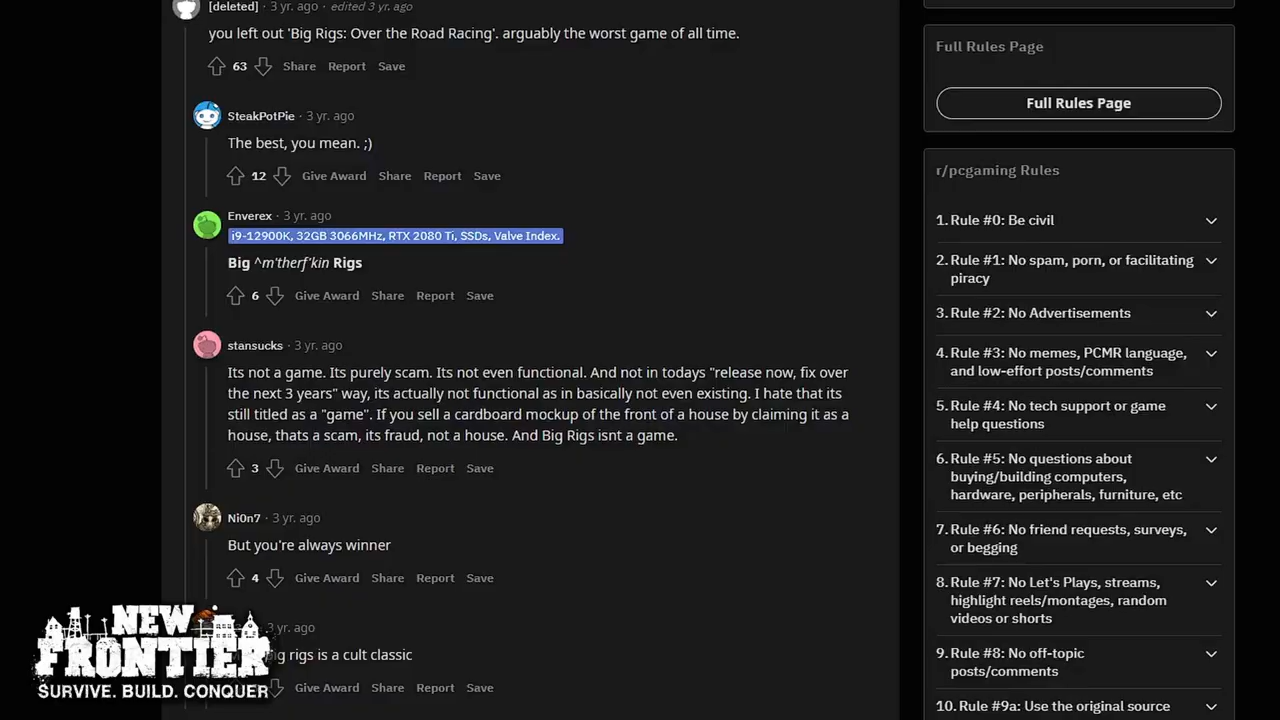 [deleted] · 3 yr. ago · edited 3 yr. ago
you left out 'Big Rigs: Over the Road Racing'. arguably the worst game of all time.
63 Share Report Save
SteakPotPie · 3 yr. ago
The best, you mean. ;)
12 Give Award Share Report Save
Enverex · 3 yr. ago
i9-12900K, 32GB 3066MHz, RTX 2080 Ti, SSDs, Valve Index.
Big ^m'therf'kin Rigs
6 Give Award Share Report Save
stansucks · 3 yr. ago
Its not a game. Its purely scam. Its not even functional. And not in todays "release now, fix over
the next 3 years" way, its actually not functional as in basically not even existing. I hate that its
still titled as a "game". If you sell a cardboard mockup of the front of a house by claiming it as a
house, thats a scam, its fraud, not a house. And Big Rigs isnt a game.
3 Give Award Share Report Save
Ni0n7 · 3 yr. ago
But you're always winner
4 Give Award Share Report Save
3 yr. ago
rigs is a cult classic
Give Award Share Report Save
NEW
FRONTIER
SURVIVE. BUILD. CONQUER
Full Rules Page
Full Rules Page
r/pcgaming Rules
1. Rule #0: Be civil
2. Rule #1: No spam, porn, or facilitating
piracy
3. Rule #2: No Advertisements
4. Rule #3: No memes, PCMR language,
and low-effort posts/comments
5. Rule #4: No tech support or game
help questions
6. Rule #5: No questions about
buying/building computers,
hardware, peripherals, furniture, etc
7. Rule #6: No friend requests, surveys,
or begging
8. Rule #7: No Let's Plays, streams,
highlight reels/montages, random
videos or shorts
9. Rule #8: No off-topic
posts/comments
10. Rule #9a: Use the original source